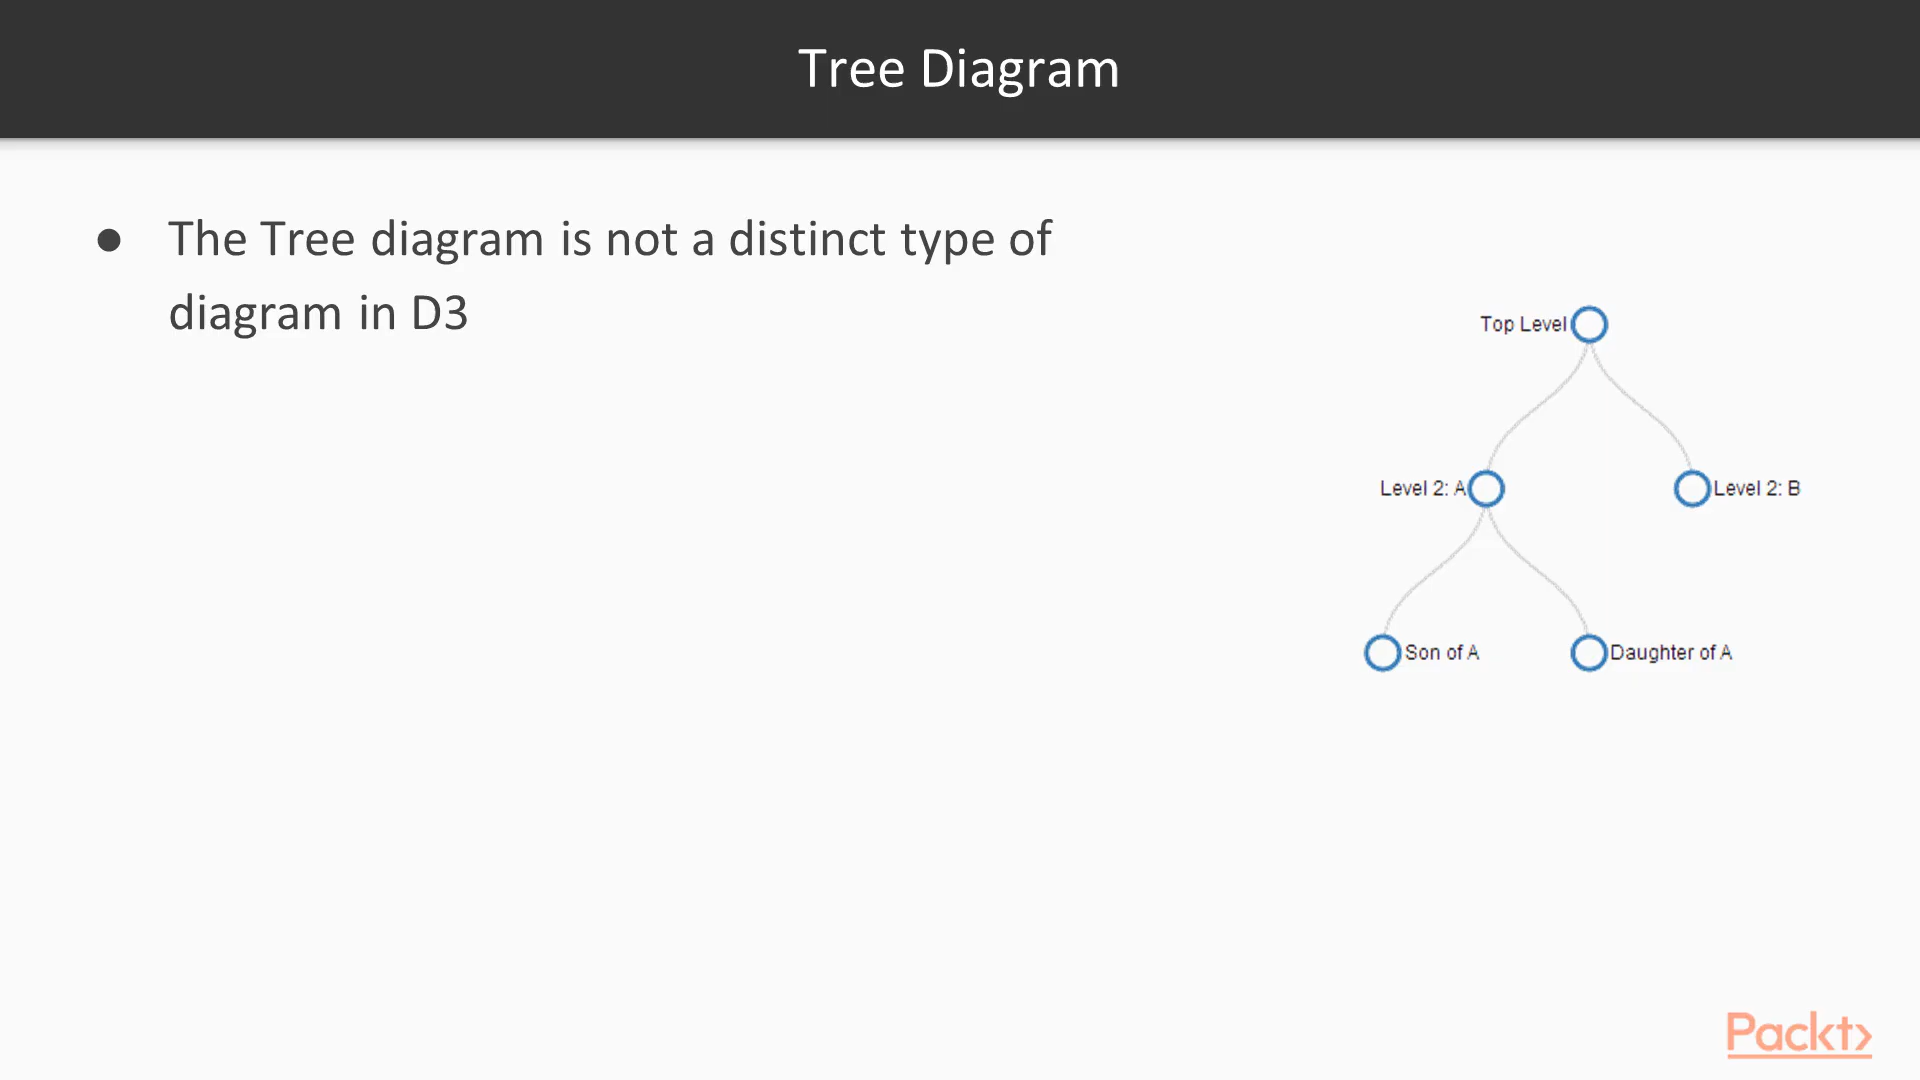 Tree Diagram
● The Tree diagram is not a distinct type of
diagram in D3
Top Level
Level 2: A
Level 2: B
Son of A
Daughter of A
Packt>